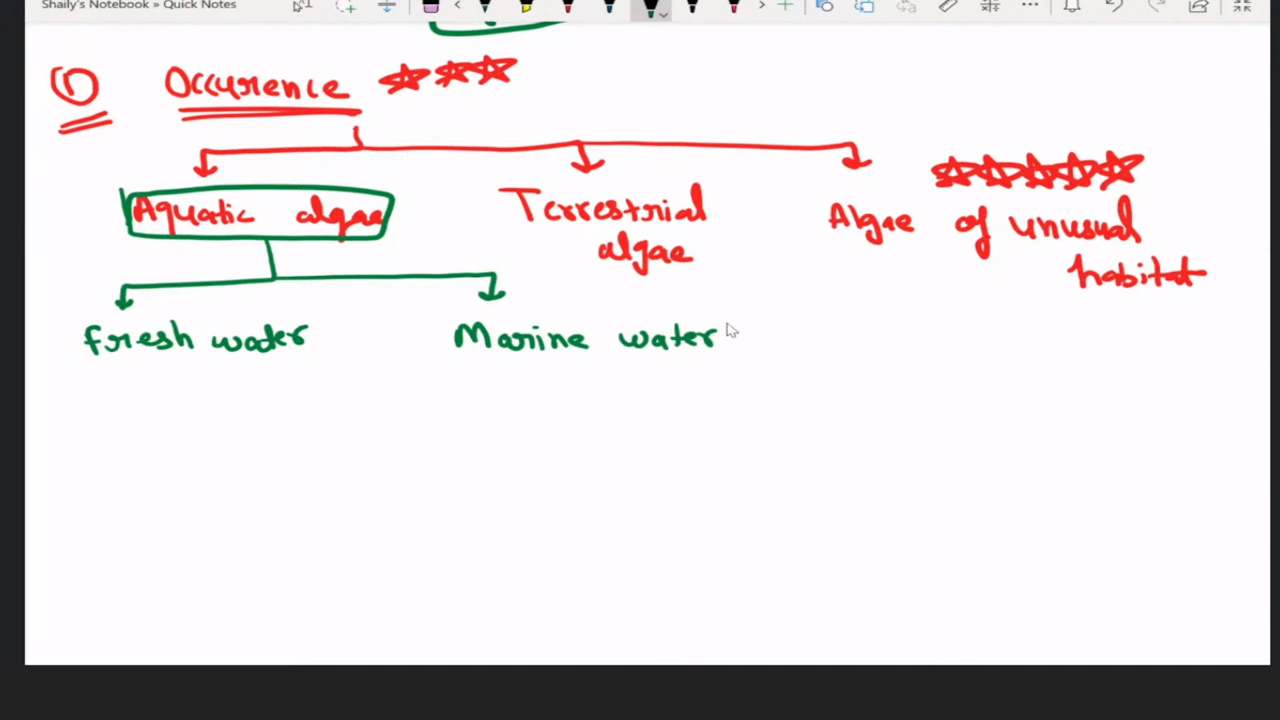 Shaily's Notebook » Quick Notes
① Occurence
Aquatic algae
Terrestrial
algae
Algae of unusual
habitat
fresh water
Marine water